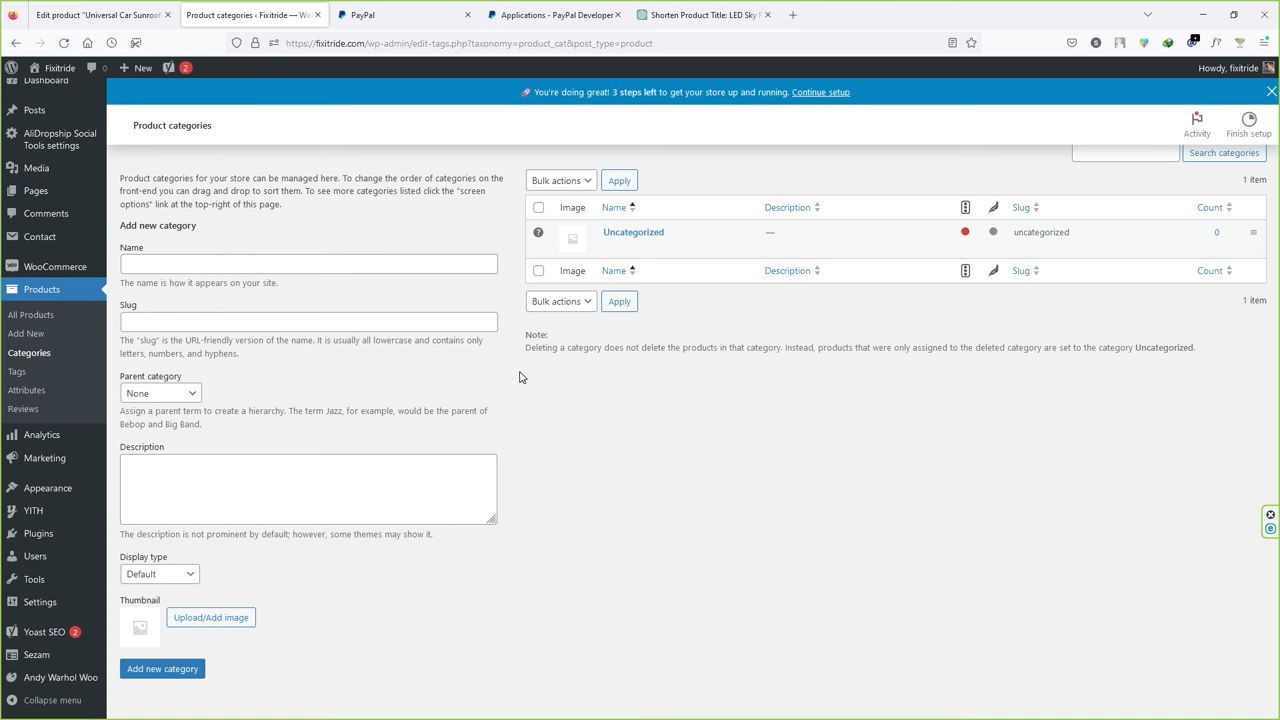 Edit product "Universal Car Sunroof
Product categories ‹ Fixitride — Wo
PayPal
Applications - PayPal Developer
Shorten Product Title: LED Sky F
https://fixitride.com/wp-admin/edit-tags.php?taxonomy=product_cat&post_type=product
Fixitride
0
New
2
Howdy, fixitride
Dashboard
Posts
AliDropship Social
Tools settings
Media
Pages
Comments
Contact
WooCommerce
Products
All Products
Add New
Categories
Tags
Attributes
Reviews
Analytics
Marketing
Appearance
YITH
Plugins
Users
Tools
Settings
Yoast SEO 2
Sezam
Andy Warhol Woo
Collapse menu
🚀 You're doing great! 3 steps left to get your store up and running. Continue setup
Product categories
Activity
Finish setup
Product categories for your store can be managed here. To change the order of categories on the
front-end you can drag and drop to sort them. To see more categories listed click the "screen
options" link at the top-right of this page.
Add new category
Name
The name is how it appears on your site.
Slug
The "slug" is the URL-friendly version of the name. It is usually all lowercase and contains only
letters, numbers, and hyphens.
Parent category
None
Assign a parent term to create a hierarchy. The term Jazz, for example, would be the parent of
Bebop and Big Band.
Description
The description is not prominent by default; however, some themes may show it.
Display type
Default
Thumbnail
Upload/Add image
Add new category
Search categories
Bulk actions Apply
1 item
Image Name Description Slug Count
Uncategorized — uncategorized 0
Image Name Description Slug Count
Bulk actions Apply
1 item
Note:
Deleting a category does not delete the products in that category. Instead, products that were only assigned to the deleted category are set to the category Uncategorized.